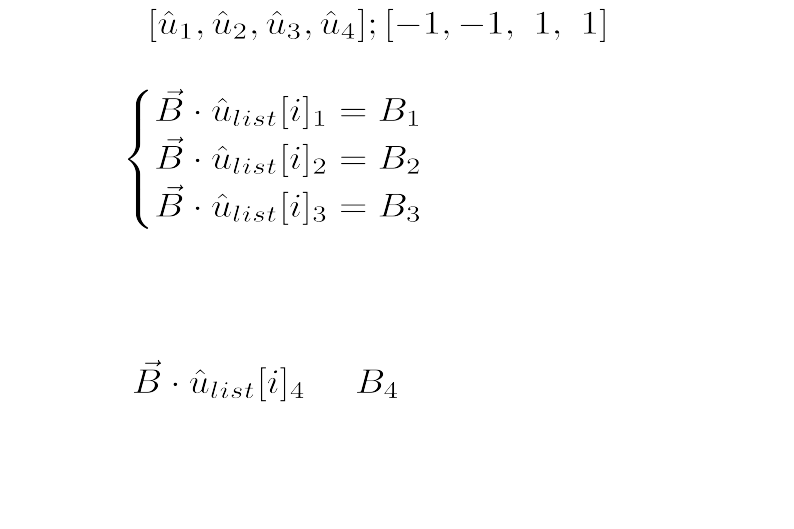 [û₁, û₂, û₃, û₄]; [−1, −1, 1, 1]
B⃗ · û_list[i]₁ = B₁
B⃗ · û_list[i]₂ = B₂
B⃗ · û_list[i]₃ = B₃
B⃗ · û_list[i]₄ B₄